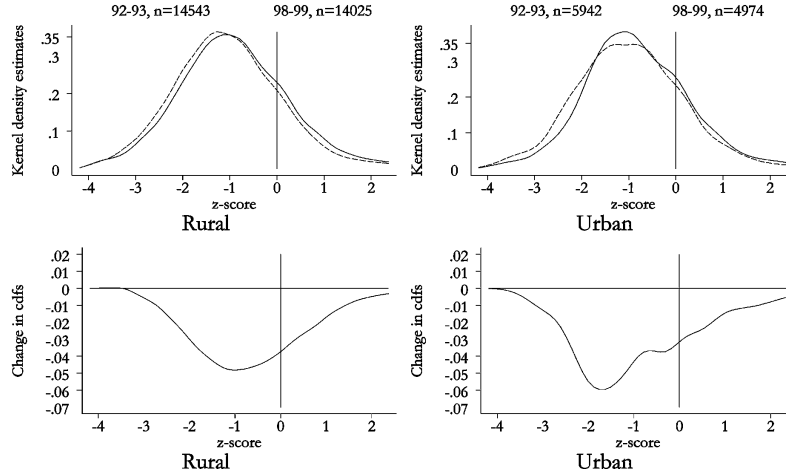 92-93, n=14543 98-99, n=14025
Kernel density estimates
.35
.3
.2
.1
0
-4 -3 -2 -1 0 1 2
z-score
Rural
92-93, n=5942 98-99, n=4974
Kernel density estimates
.35
.3
.2
.1
0
-4 -3 -2 -1 0 1 2
z-score
Urban
Change in cdfs
.02
.01
0
-.01
-.02
-.03
-.04
-.05
-.06
-.07
-4 -3 -2 -1 0 1 2
z-score
Rural
Change in cdfs
.02
.01
0
-.01
-.02
-.03
-.04
-.05
-.06
-.07
-4 -3 -2 -1 0 1 2
z-score
Urban